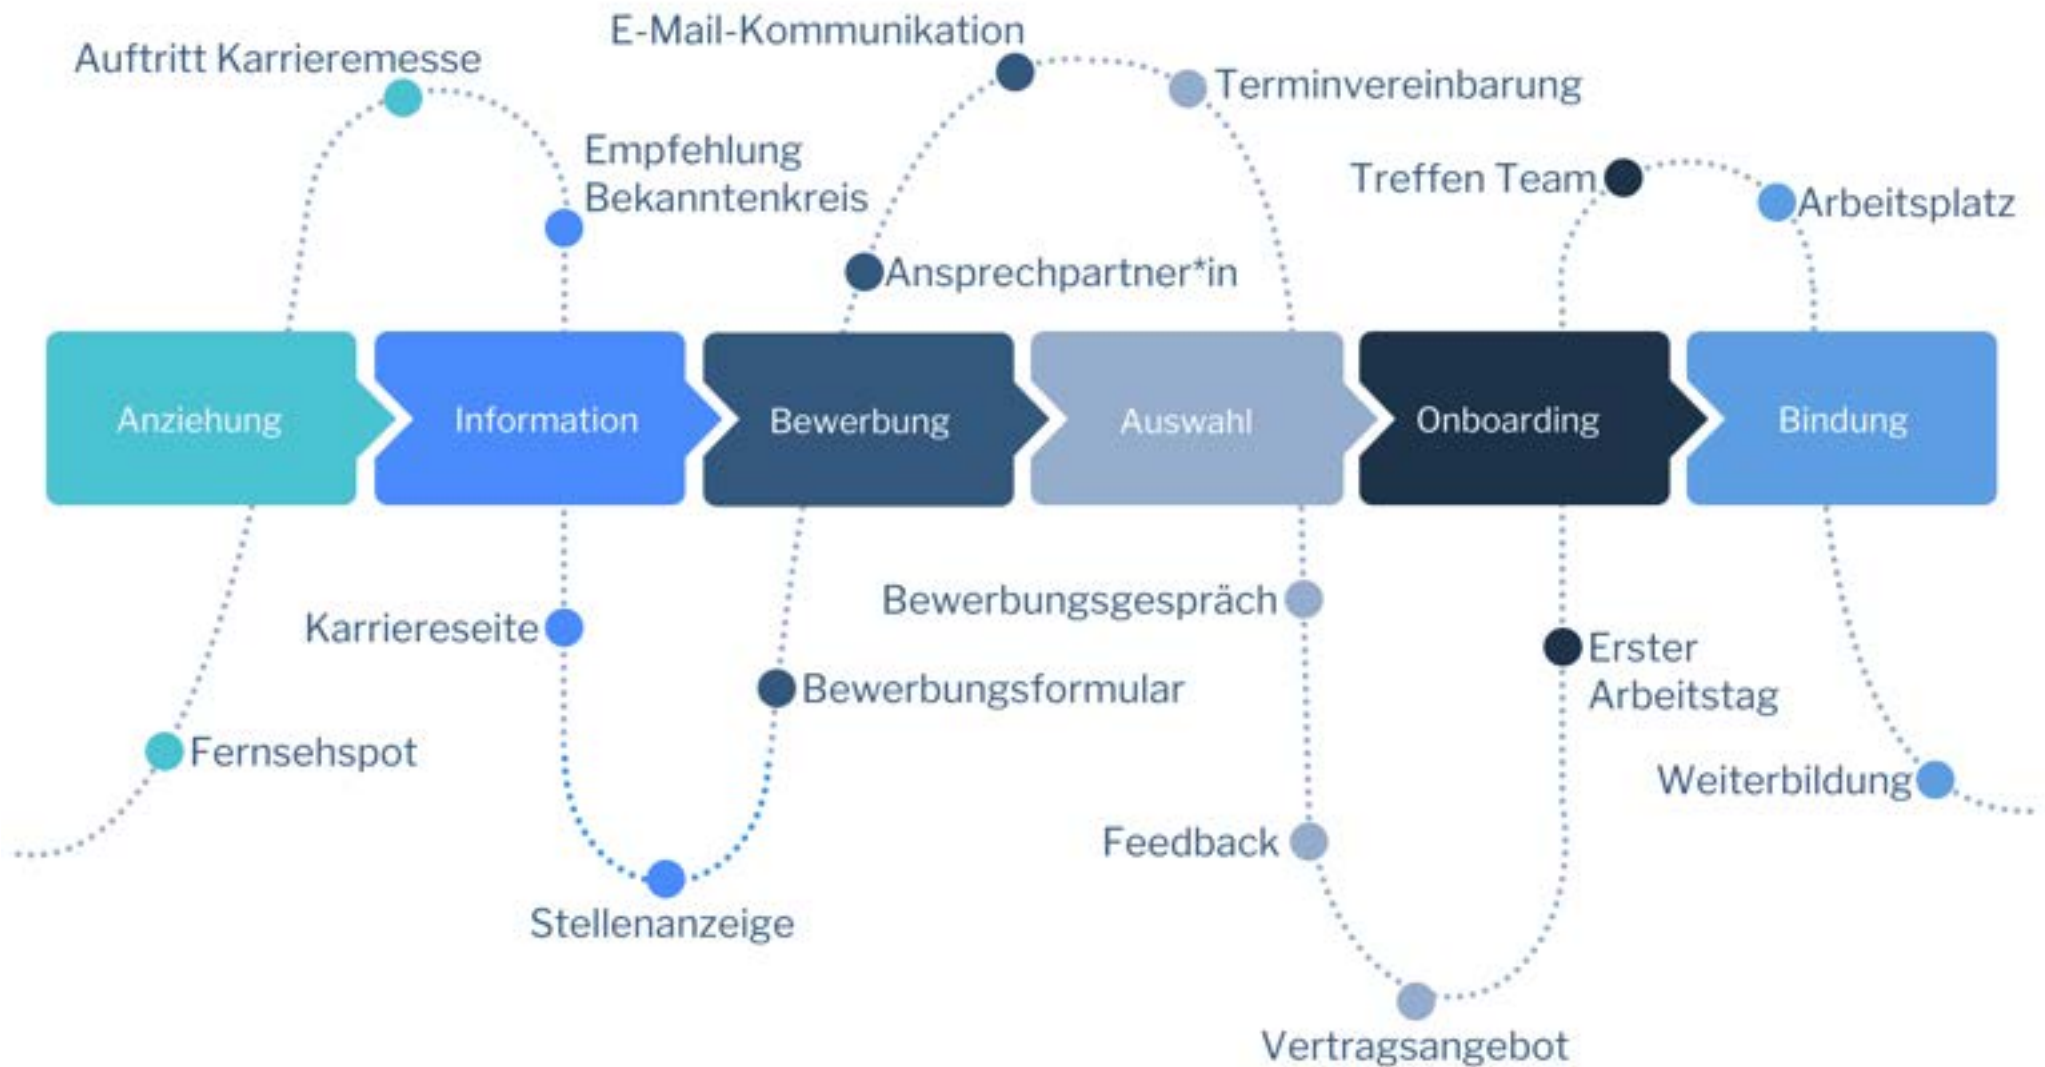 E-Mail-Kommunikation
Auftritt Karrieremesse
Terminvereinbarung
Empfehlung
Bekanntenkreis
Treffen Team
Arbeitsplatz
Ansprechpartner*in
Anziehung
Information
Bewerbung
Auswahl
Onboarding
Bindung
Bewerbungsgespräch
Karriereseite
Erster
Arbeitstag
Bewerbungsformular
Fernsehspot
Weiterbildung
Feedback
Stellenanzeige
Vertragsangebot